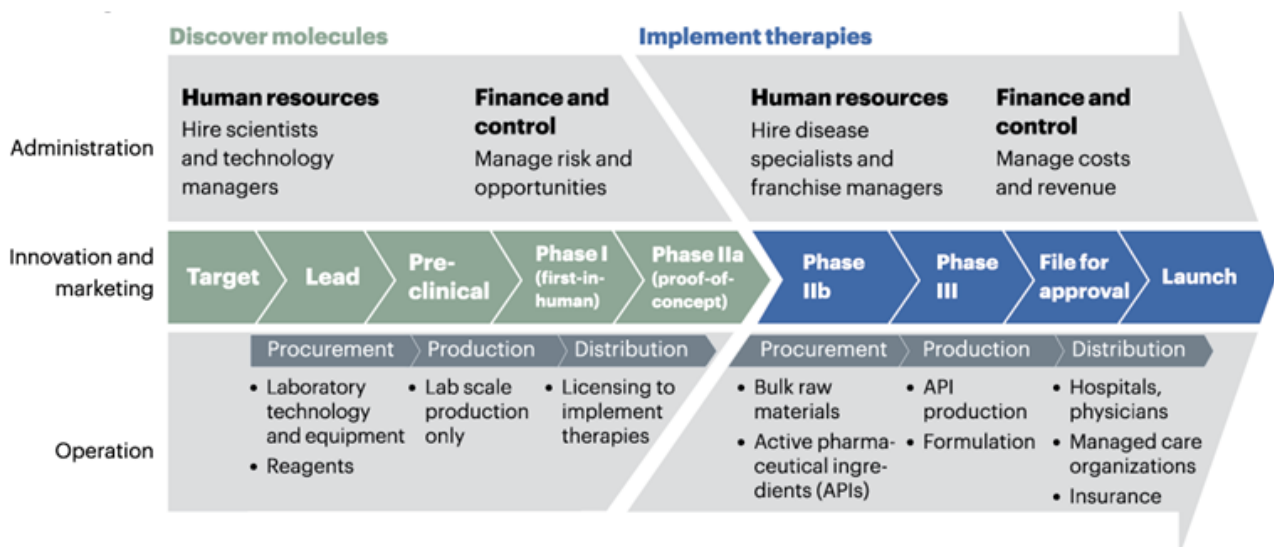 Discover molecules
Implement therapies
Administration
Human resources
Hire scientists
and technology
managers
Finance and
control
Manage risk and
opportunities
Human resources
Hire disease
specialists and
franchise managers
Finance and
control
Manage costs
and revenue
Innovation and
marketing
Target
Lead
Pre-
clinical
Phase I
(first-in-
human)
Phase IIa
(proof-of-
concept)
Phase
IIb
Phase
III
File for
approval
Launch
Operation
Procurement
• Laboratory
technology
and equipment
• Reagents
Production
• Lab scale
production
only
Distribution
• Licensing to
implement
therapies
Procurement
• Bulk raw
materials
• Active pharma-
ceutical ingre-
dients (APIs)
Production
• API
production
• Formulation
Distribution
• Hospitals,
physicians
• Managed care
organizations
• Insurance